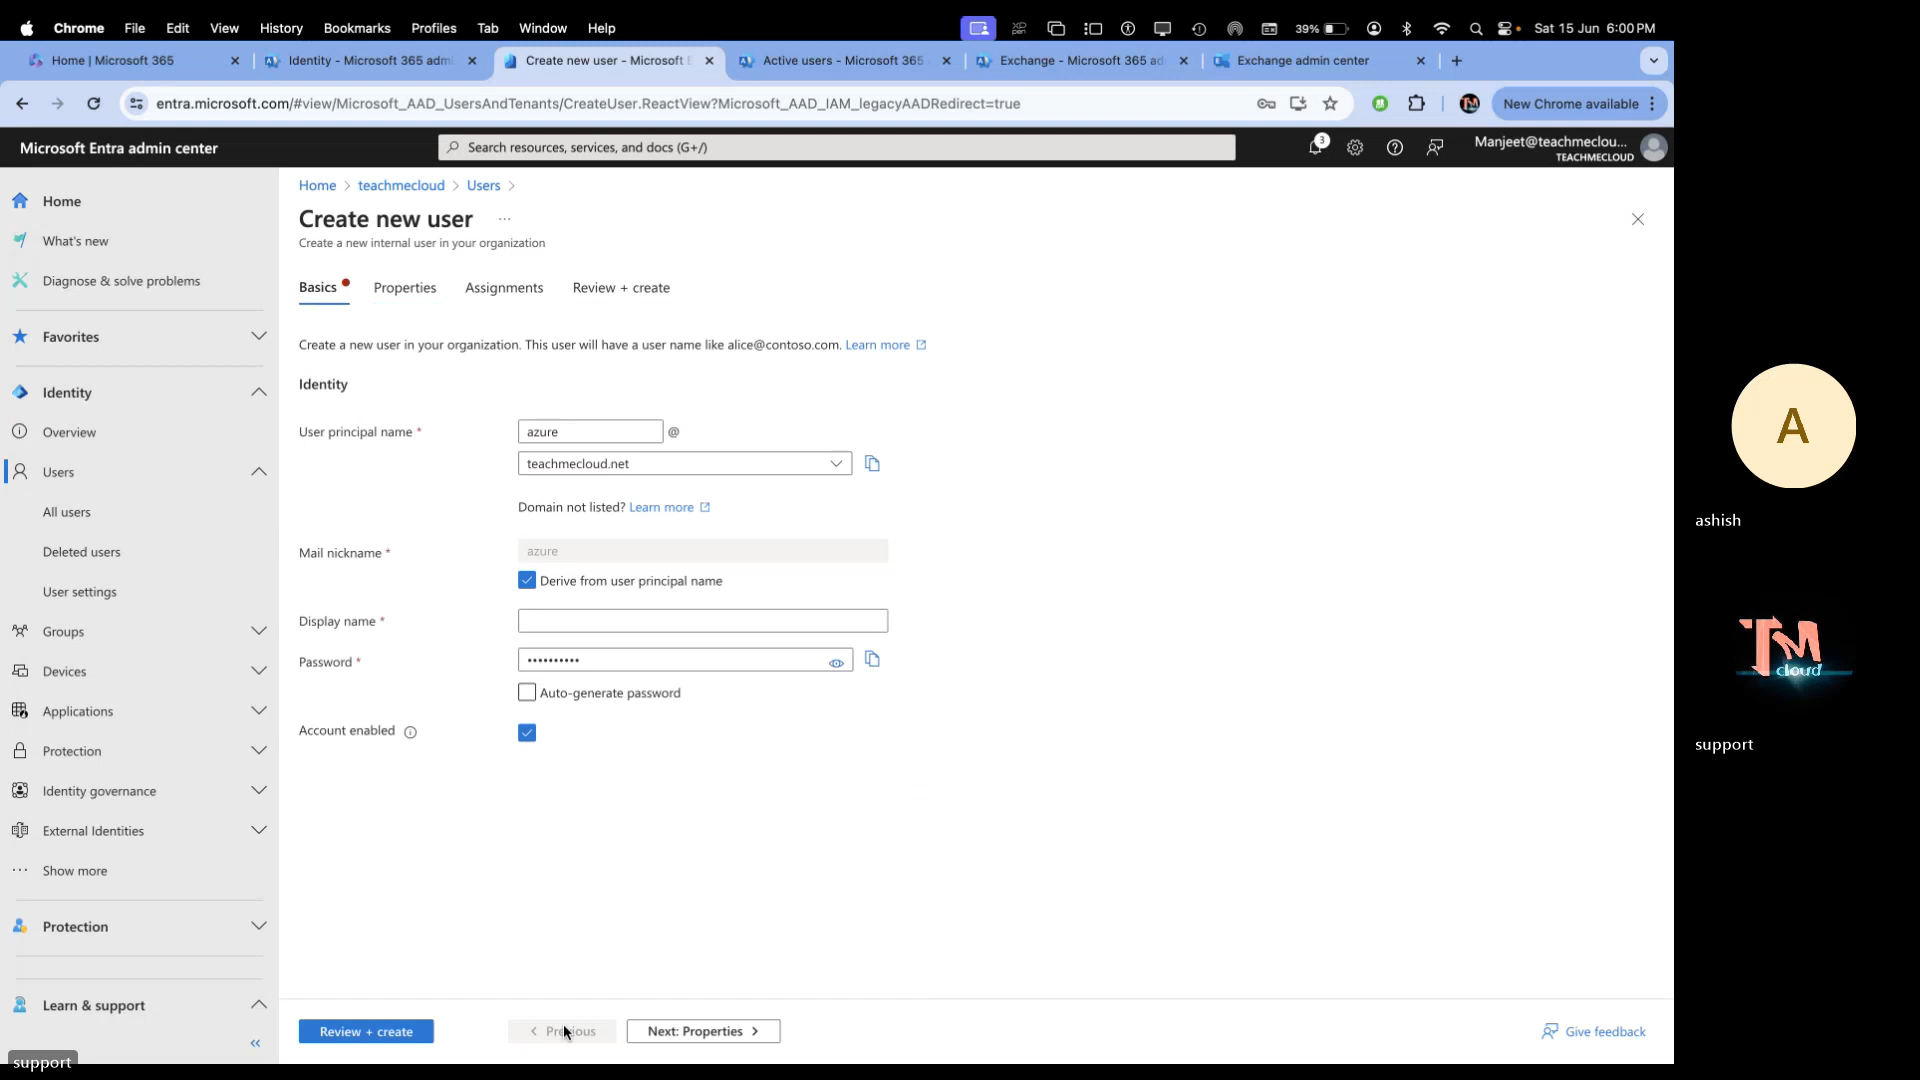 Chrome File Edit View History Bookmarks Profiles Tab Window Help 39% Sat 15 Jun 6:00 PM
Home | Microsoft 365 Identity - Microsoft 365 admi Create new user - Microsoft E Active users - Microsoft 365 Exchange - Microsoft 365 ad Exchange admin center
entra.microsoft.com/#view/Microsoft_AAD_UsersAndTenants/CreateUser.ReactView?Microsoft_AAD_IAM_legacyAADRedirect=true New Chrome available
Microsoft Entra admin center Search resources, services, and docs (G+/) 3 Manjeet@teachmeclou...
TEACHMECLOUD
Home
What's new
Diagnose & solve problems
Favorites
Identity
Overview
Users
All users
Deleted users
User settings
Groups
Devices
Applications
Protection
Identity governance
External Identities
Show more
Protection
Learn & support
«
support
Home > teachmecloud > Users >
Create new user ...
Create a new internal user in your organization
Basics Properties Assignments Review + create
Create a new user in your organization. This user will have a user name like alice@contoso.com. Learn more
Identity
User principal name * azure @
teachmecloud.net
Domain not listed? Learn more
Mail nickname * azure
Derive from user principal name
Display name *
Password * ••••••••••
Auto-generate password
Account enabled
Review + create < Previous Next: Properties > Give feedback
A
ashish
TM
cloud
support